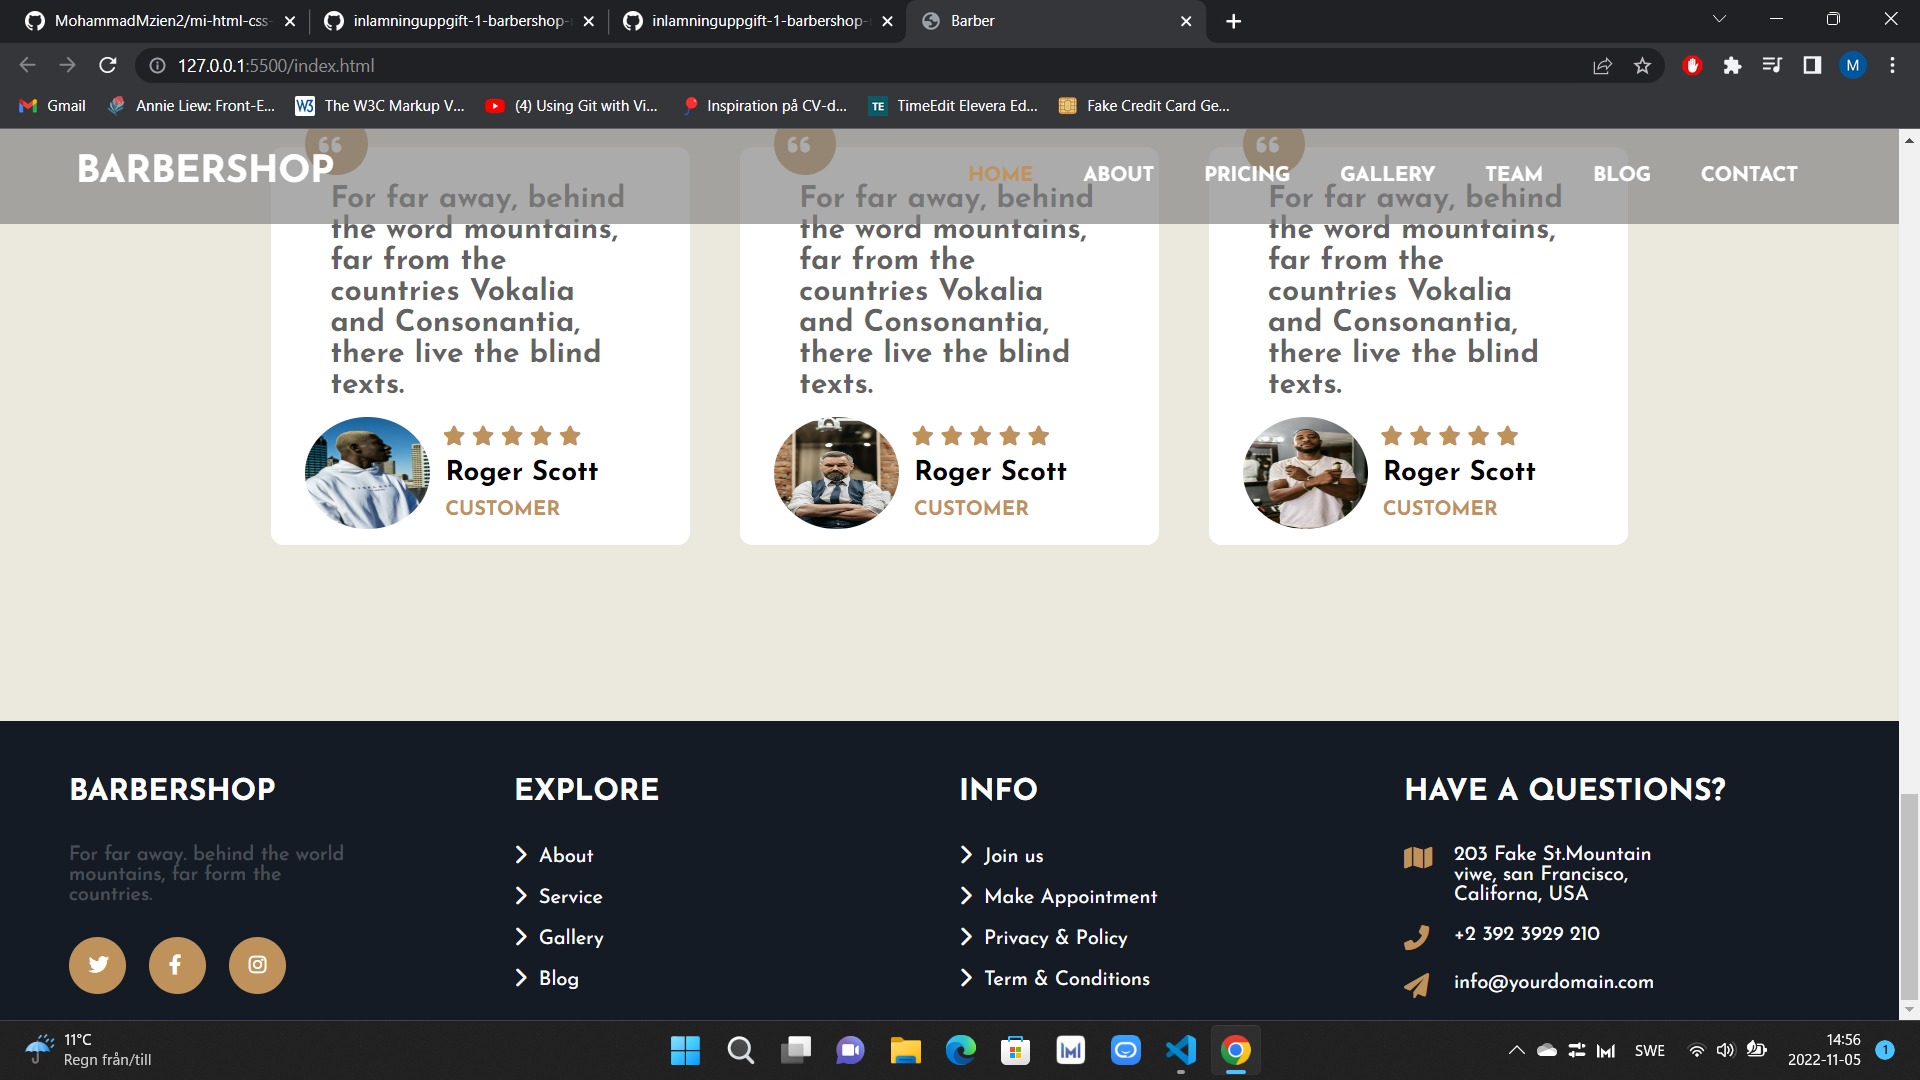 MohammadMzien2/mi-html-css-
inlamninguppgift-1-barbershop-
inlamninguppgift-1-barbershop-
Barber
127.0.0.1:5500/index.html
M
Gmail
Annie Liew: Front-E...
The W3C Markup V...
(4) Using Git with Vi...
Inspiration på CV-d...
TE
TimeEdit Elevera Ed...
Fake Credit Card Ge...
BARBERSHOP
HOME
ABOUT
PRICING
GALLERY
TEAM
BLOG
CONTACT
For far away, behind
the word mountains,
far from the
countries Vokalia
and Consonantia,
there live the blind
texts.
Roger Scott
CUSTOMER
For far away, behind
the word mountains,
far from the
countries Vokalia
and Consonantia,
there live the blind
texts.
Roger Scott
CUSTOMER
For far away, behind
the word mountains,
far from the
countries Vokalia
and Consonantia,
there live the blind
texts.
Roger Scott
CUSTOMER
BARBERSHOP
For far away. behind the world
mountains, far form the
countries.
EXPLORE
About
Service
Gallery
Blog
INFO
Join us
Make Appointment
Privacy & Policy
Term & Conditions
HAVE A QUESTIONS?
203 Fake St.Mountain
viwe, san Francisco,
Californa, USA
+2 392 3929 210
info@yourdomain.com
11°C
Regn från/till
SWE
14:56
2022-11-05
1